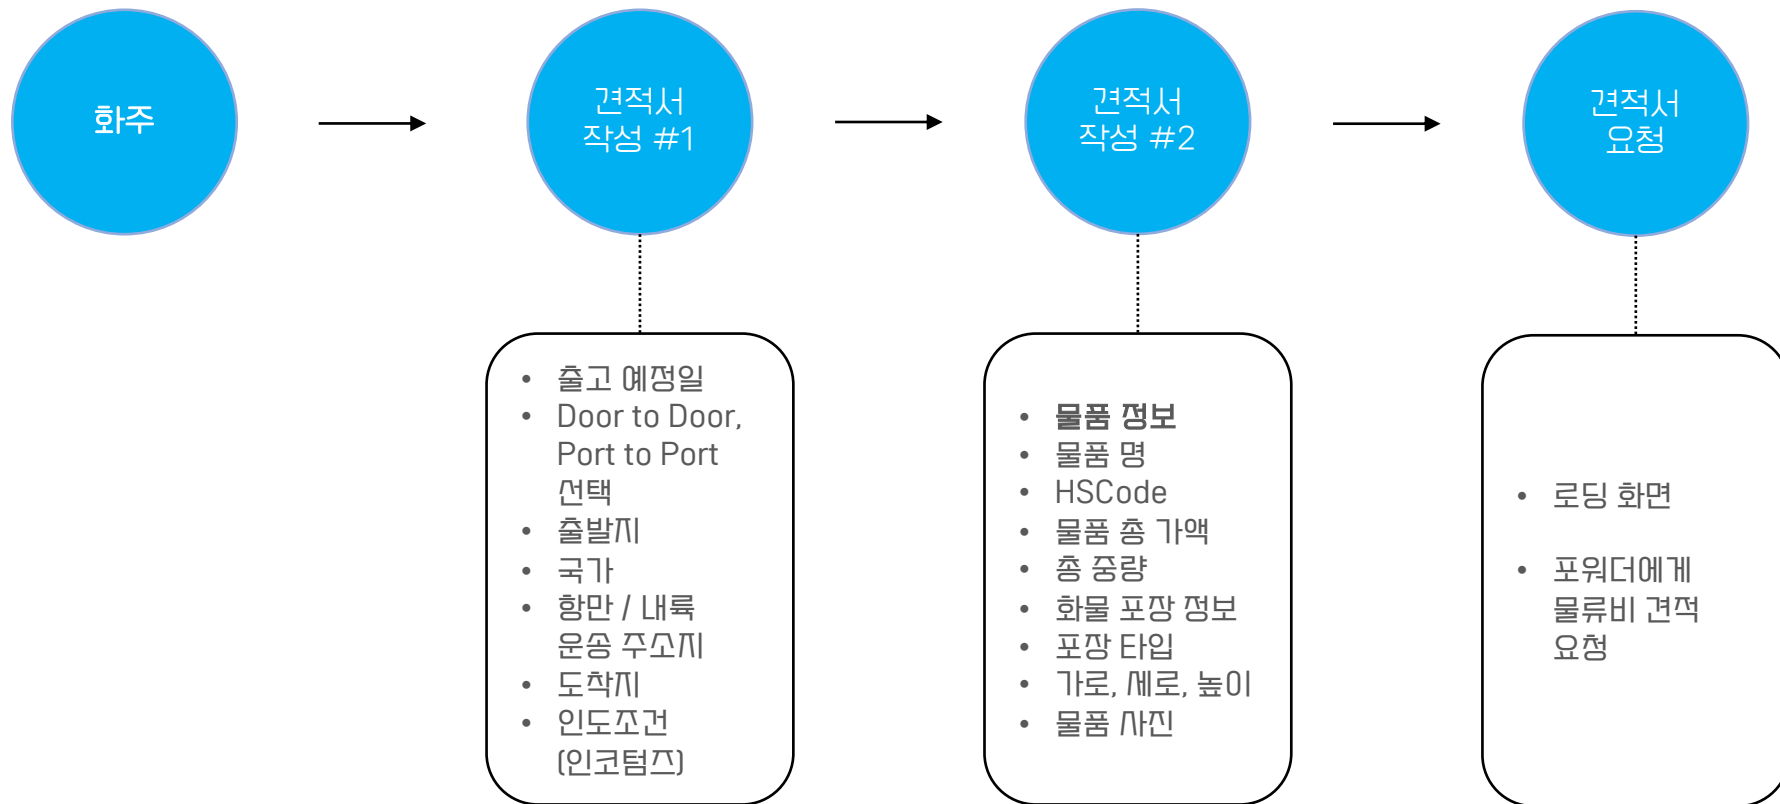 화주
견적서
작성 #1
견적서
작성 #2
견적서
요청
• 출고 예정일
• Door to Door,
Port to Port
선택
• 출발지
• 국가
• 항만 / 내륙
운송 주소지
• 도착지
• 인도조건
(인코텀즈)
• 물품 정보
• 물품 명
• HSCode
• 물품 총 가액
• 총 중량
• 화물 포장 정보
• 포장 타입
• 가로, 세로, 높이
• 물품 사진
• 로딩 화면
• 포워더에게
물류비 견적
요청